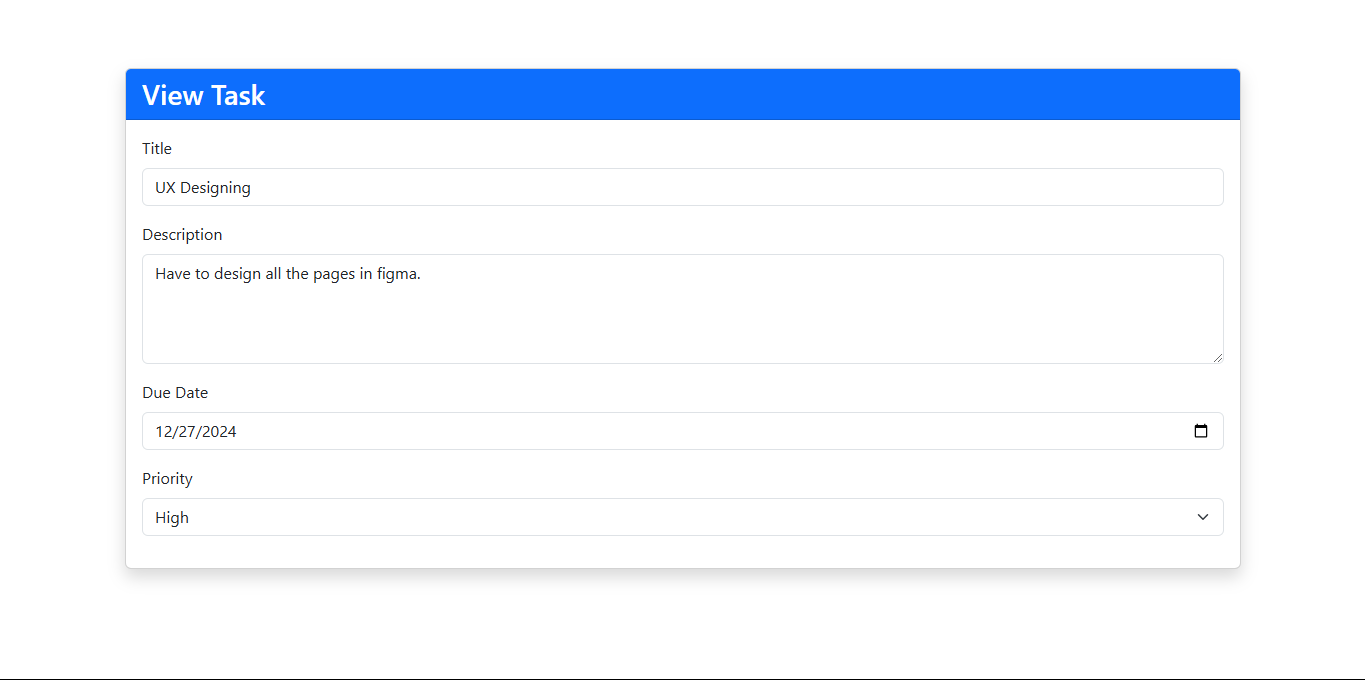 View Task
Title
UX Designing
Description
Have to design all the pages in figma.
Due Date
12/27/2024
Priority
High